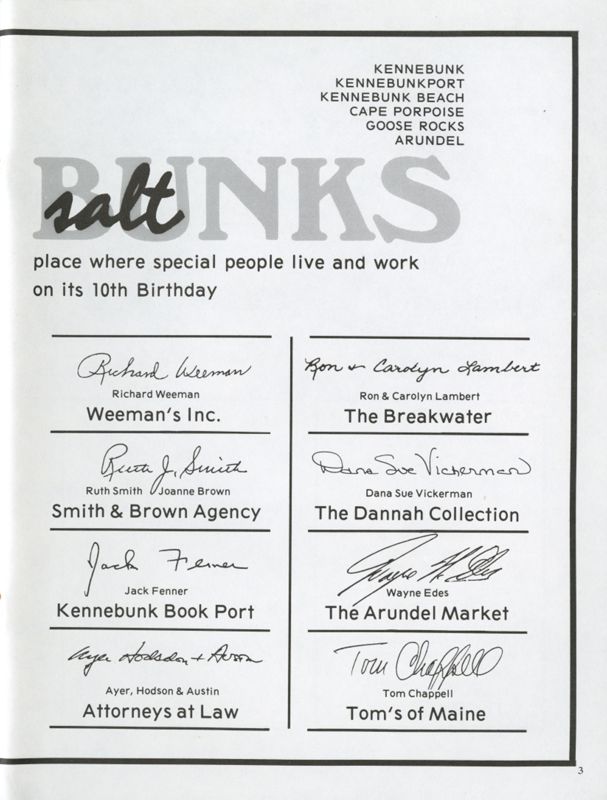 KENNEBUNK
KENNEBUNKPORT
KENNEBUNK BEACH
CAPE PORPOISE
GOOSE ROCKS
ARUNDEL
BUNKS
salt
place where special people live and work
on its 10th Birthday
Richard Weeman
Richard Weeman
Weeman's Inc.
Ruth J. Smith
Ruth Smith Joanne Brown
Smith & Brown Agency
Jack Fenner
Jack Fenner
Kennebunk Book Port
Ayer Hodsdon + Austin
Ayer, Hodson & Austin
Attorneys at Law
Ron & Carolyn Lambert
Ron & Carolyn Lambert
The Breakwater
Dana Sue Vickerman
Dana Sue Vickerman
The Dannah Collection
Wayne H. Edes
Wayne Edes
The Arundel Market
Tom Chappell
Tom Chappell
Tom's of Maine
3